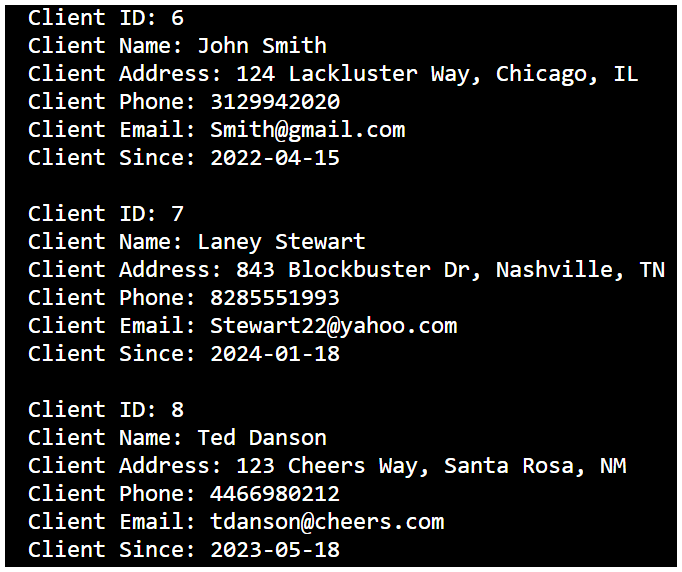 Client ID: 6
Client Name: John Smith
Client Address: 124 Lackluster Way, Chicago, IL
Client Phone: 3129942020
Client Email: Smith@gmail.com
Client Since: 2022-04-15
Client ID: 7
Client Name: Laney Stewart
Client Address: 843 Blockbuster Dr, Nashville, TN
Client Phone: 8285551993
Client Email: Stewart22@yahoo.com
Client Since: 2024-01-18
Client ID: 8
Client Name: Ted Danson
Client Address: 123 Cheers Way, Santa Rosa, NM
Client Phone: 4466980212
Client Email: tdanson@cheers.com
Client Since: 2023-05-18